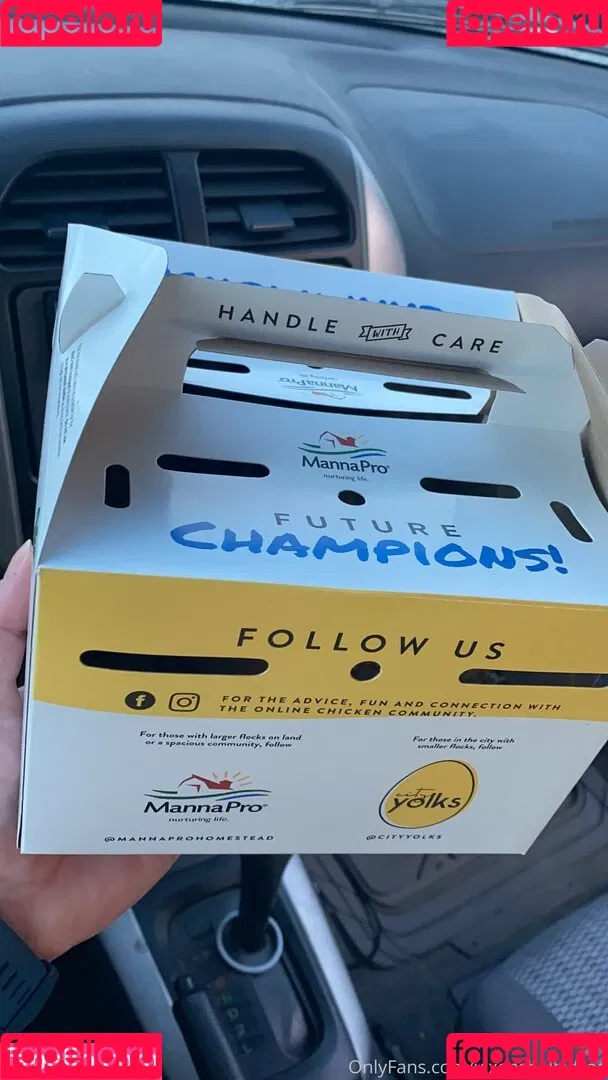 fapello.ru fapello.ru
HANDLE WITH CARE
MannaPro
MannaPro
nurturing life.
FUTURE
CHAMPIONS!
FOLLOW US
FOR THE ADVICE, FUN AND CONNECTION WITH
THE ONLINE CHICKEN COMMUNITY.
For those with larger flocks on land
or a spacious community, follow
MannaPro
nurturing life.
@MANNAPROHOMESTEAD
For those in the city with
smaller flocks, follow
city
yolks
@CITYYOLKS
fapello.ru fapello.ru